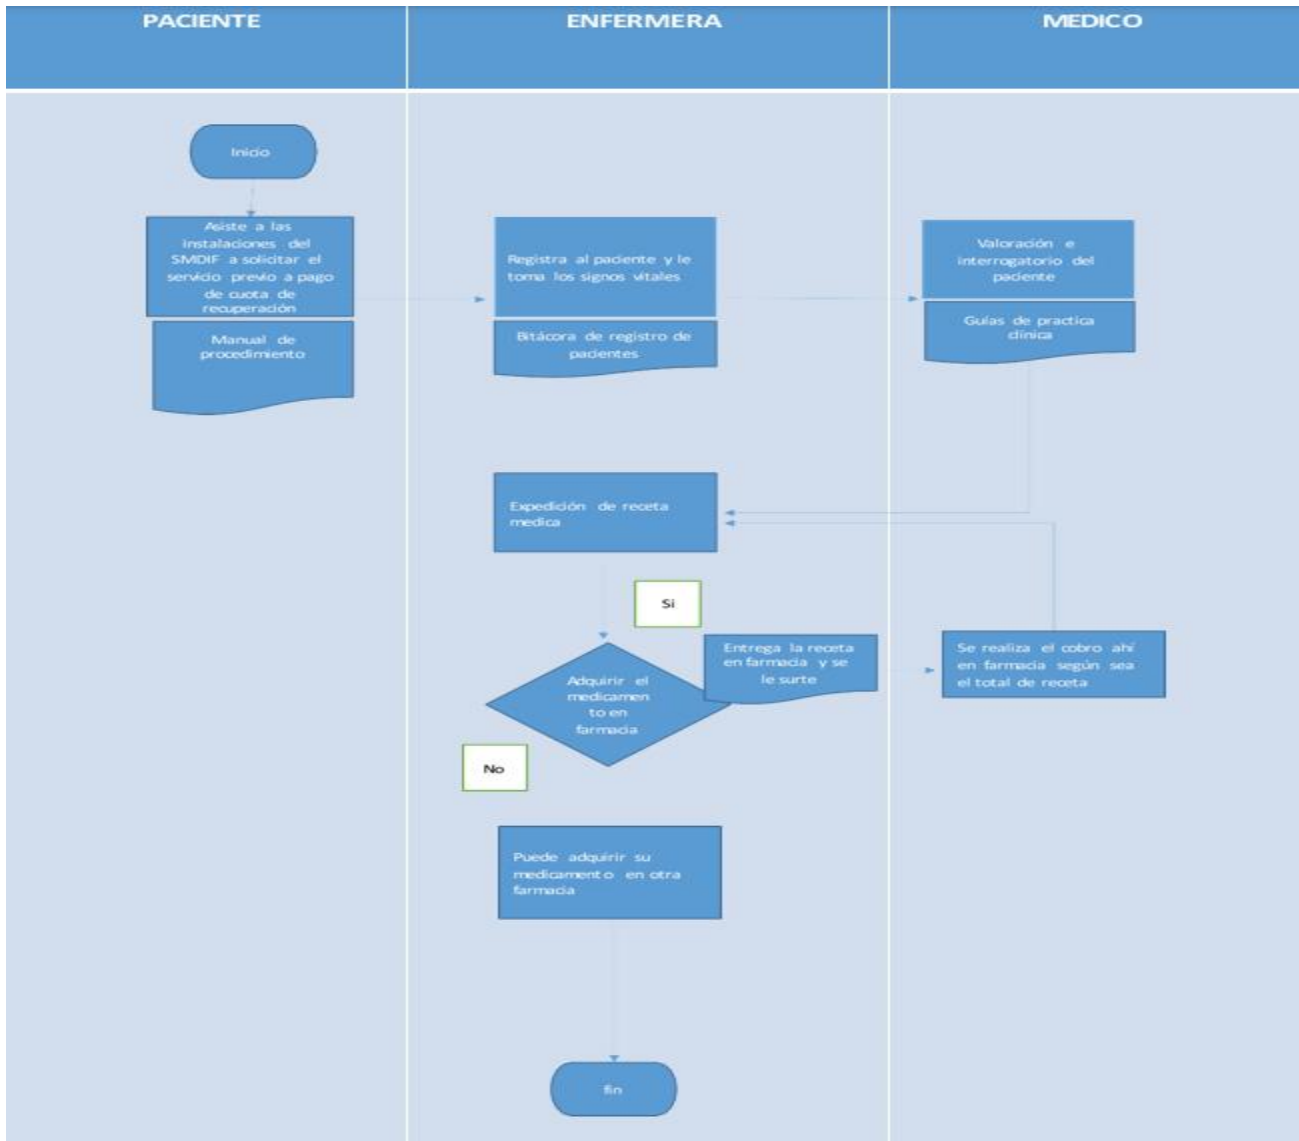 PACIENTE
ENFERMERA
MEDICO
Inicio
Asiste a las
instalaciones del
SMDIF a solicitar el
servicio previo a pago
de cuota de
recuperación
Manual de
procedimiento
Registra al paciente y le
toma los signos vitales
Bitácora de registro de
pacientes
Valoración e
interrogatorio del
paciente
Guías de practica
clínica
Expedición de receta
medica
Si
Adquirir el
medicamen
to en
farmacia
Entrega la receta
en farmacia y se
le surte
Se realiza el cobro ahí
en farmacia según sea
el total de receta
No
Puede adquirir su
medicamento en otra
farmacia
fin